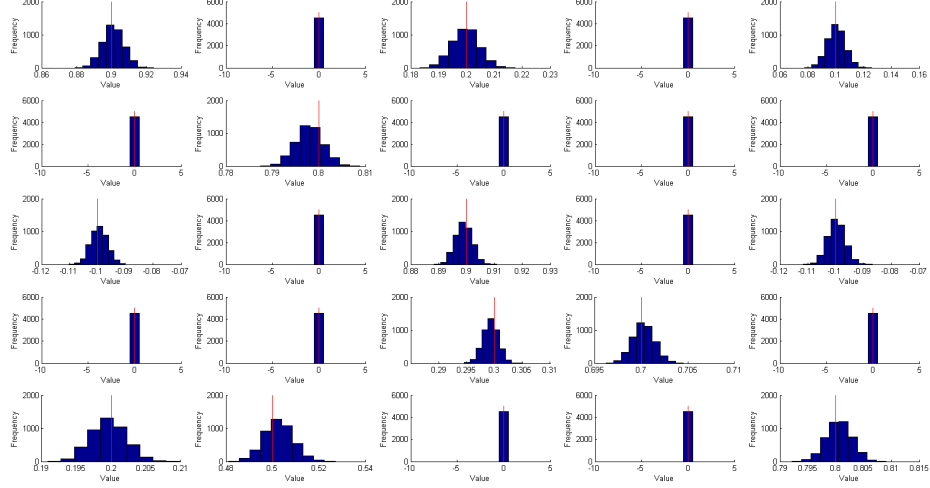 2000 6000 2000 6000 2000
Frequency Frequency Frequency Frequency Frequency
4000 4000
1000 1000 1000
2000 2000
0 0 0 0 0
0.86 0.88 0.9 0.92 0.94 -10 -5 0 5 0.18 0.19 0.2 0.21 0.22 0.23 -10 -5 0 5 0.06 0.08 0.1 0.12 0.14 0.16
Value Value Value Value Value
6000 2000 6000 6000 6000
Frequency Frequency Frequency Frequency Frequency
4000 4000 4000 4000
1000
2000 2000 2000 2000
0 0 0 0 0
-10 -5 0 5 0.78 0.79 0.8 0.81 -10 -5 0 5 -10 -5 0 5 -10 -5 0 5
Value Value Value Value Value
2000 6000 2000 6000 2000
Frequency Frequency Frequency Frequency Frequency
4000 4000
1000 1000 1000
2000 2000
0 0 0 0 0
-0.12 -0.11 -0.1 -0.09 -0.08 -0.07 -10 -5 0 5 0.88 0.89 0.9 0.91 0.92 0.93 -10 -5 0 5 -0.12 -0.11 -0.1 -0.09 -0.08 -0.07
Value Value Value Value Value
6000 6000 2000 2000 6000
Frequency Frequency Frequency Frequency Frequency
4000 4000 4000
1000 1000
2000 2000 2000
0 0 0 0 0
-10 -5 0 5 -10 -5 0 5 0.29 0.295 0.3 0.306 0.31 0.695 0.7 0.705 0.71 -10 -5 0 5
Value Value Value Value Value
2000 2000 6000 6000 2000
Frequency Frequency Frequency Frequency Frequency
4000 4000
1000 1000 1000
2000 2000
0 0 0 0 0
0.19 0.195 0.2 0.205 0.21 0.48 0.5 0.52 0.54 -10 -5 0 5 -10 -5 0 5 0.79 0.795 0.8 0.805 0.81 0.815
Value Value Value Value Value